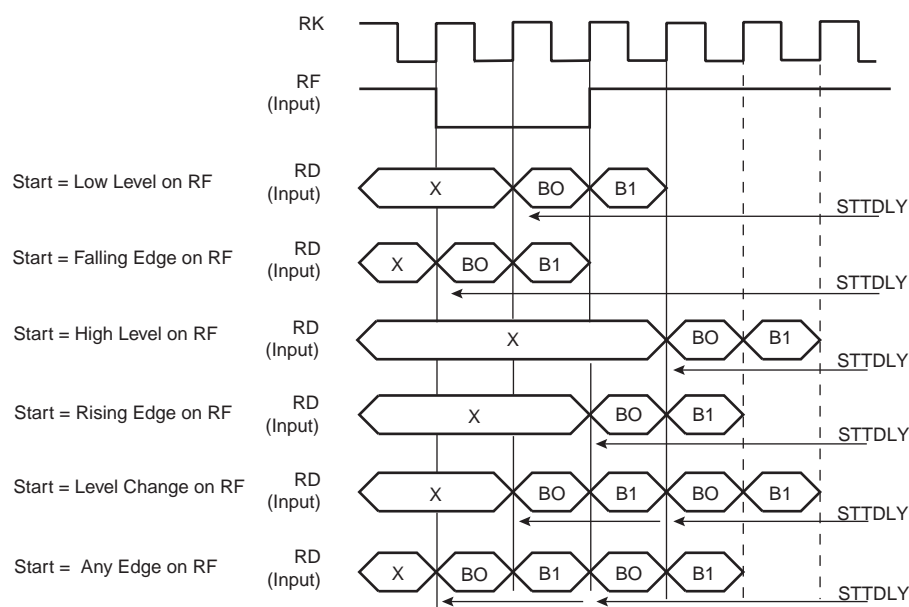 RK
RF
(Input)
Start = Low Level on RF
RD
(Input)
X
BO
B1
STTDLY
Start = Falling Edge on RF
RD
(Input)
X
BO
B1
STTDLY
Start = High Level on RF
RD
(Input)
X
BO
B1
STTDLY
Start = Rising Edge on RF
RD
(Input)
X
BO
B1
STTDLY
Start = Level Change on RF
RD
(Input)
X
BO
B1
BO
B1
STTDLY
Start = Any Edge on RF
RD
(Input)
X
BO
B1
BO
B1
STTDLY